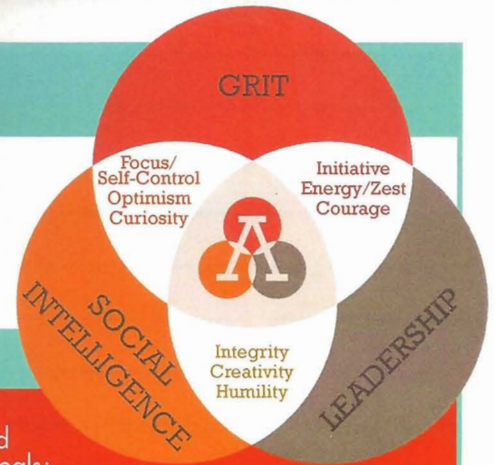 GRIT
Focus/
Self-Control
Optimism
Curiosity
Initiative
Energy/Zest
Courage
A
SOCIAL
INTELLIGENCE
Integrity
Creativity
Humility
LEADERSHIP